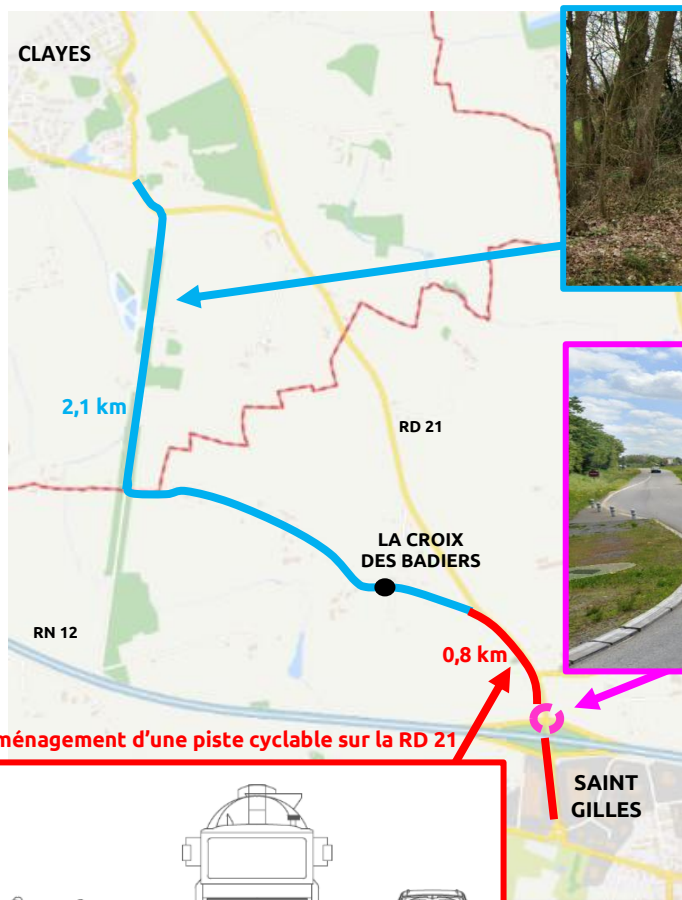 CLAYES
2,1 km
RD 21
LA CROIX
DES BADIERS
RN 12
0,8 km
ménagement d’une piste cyclable sur la RD 21
SAINT
GILLES